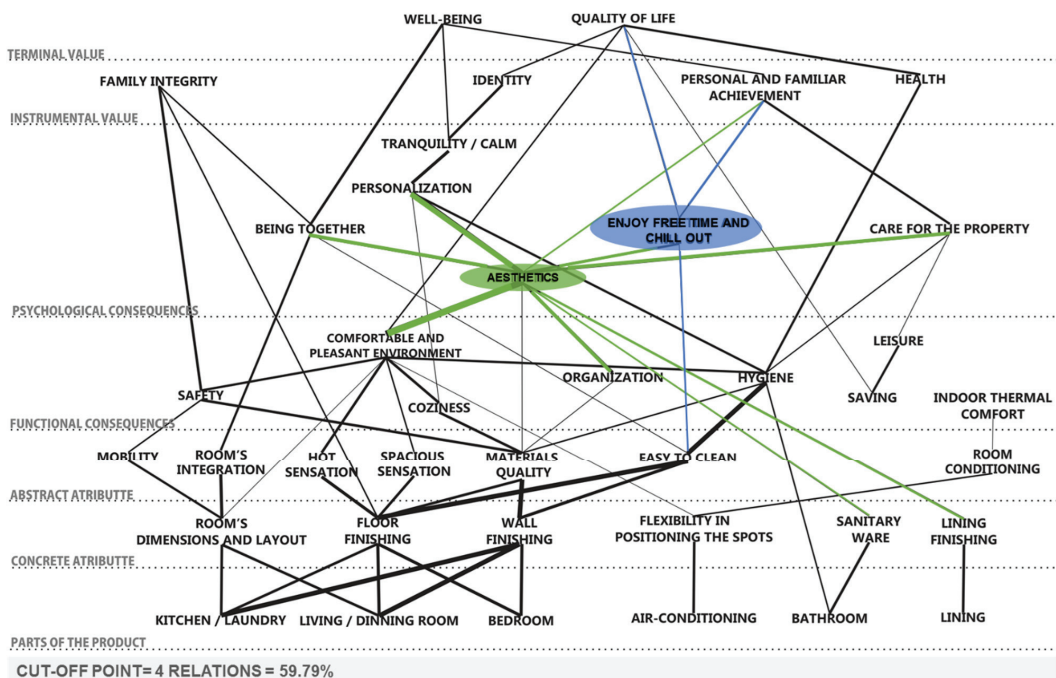 WELL-BEING QUALITY OF LIFE
TERMINAL VALUE
FAMILY INTEGRITY IDENTITY PERSONAL AND FAMILIAR ACHIEVEMENT HEALTH
INSTRUMENTAL VALUE
TRANQUILITY / CALM
PERSONALIZATION
BEING TOGETHER ENJOY FREE TIME AND CHILL OUT CARE FOR THE PROPERTY
AESTHETICS
PSYCHOLOGICAL CONSEQUENCES
COMFORTABLE AND
PLEASANT ENVIRONMENT
LEISURE
ORGANIZATION HYGIENE
SAFETY COZINESS SAVING INDOOR THERMAL
COMFORT
FUNCTIONAL CONSEQUENCES
MOBILITY ROOM'S INTEGRATION HOT SENSATION SPACIOUS SENSATION MATERIALS QUALITY EASY TO CLEAN ROOM CONDITIONING
ABSTRACT ATRIBUTTE
ROOM'S FLOOR WALL FLEXIBILITY IN SANITARY LINING
DIMENSIONS AND LAYOUT FINISHING FINISHING POSITIONING THE SPOTS WARE FINISHING
CONCRETE ATRIBUTTE
KITCHEN / LAUNDRY LIVING / DINNING ROOM BEDROOM AIR-CONDITIONING BATHROOM LINING
PARTS OF THE PRODUCT
CUT-OFF POINT= 4 RELATIONS = 59.79%